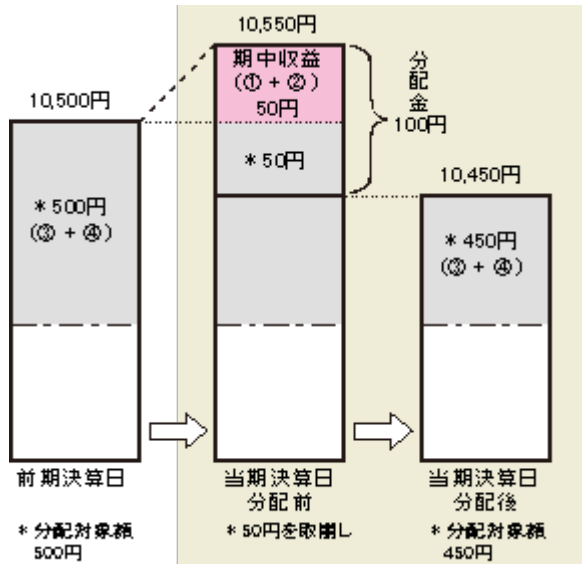 10,550円
期中収益
(① + ②)
50円
分配金
100円
10,500円
* 50円
10,450円
* 500円
(③ + ④)
* 450円
(③ + ④)
前期決算日
当期決算日
分配前
当期決算日
分配後
* 分配対象額
500円
* 50円を取崩し
* 分配対象額
450円